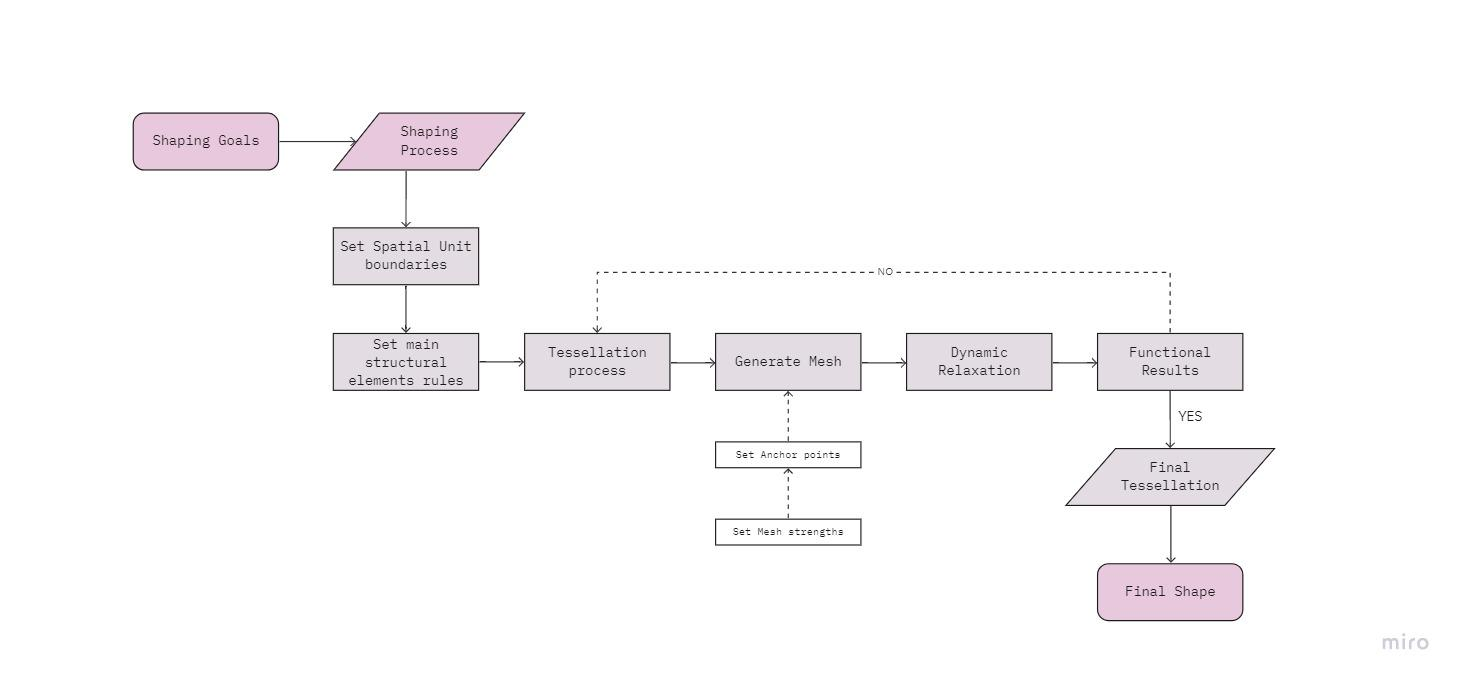 Shaping Goals
Shaping
Process
Set Spatial Unit
boundaries
NO
Set main
structural
elements rules
Tessellation
process
Generate Mesh
Dynamic
Relaxation
Functional
Results
YES
Set Anchor points
Final
Tessellation
Set Mesh strengths
Final Shape
miro